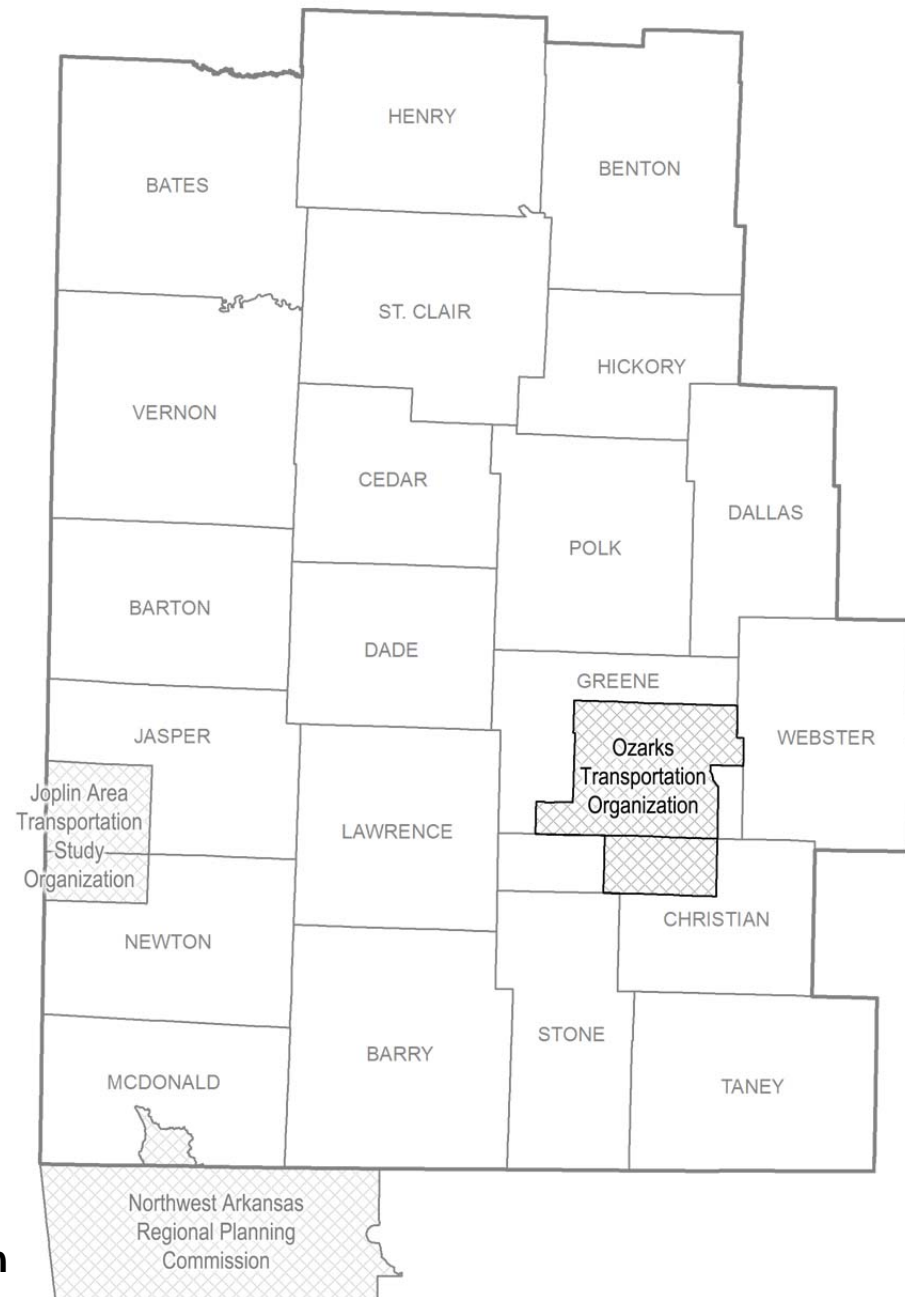 HENRY
BENTON
BATES
ST. CLAIR
HICKORY
VERNON
CEDAR
DALLAS
POLK
BARTON
DADE
GREENE
JASPER
WEBSTER
Ozarks
Transportation
Organization
Joplin Area
Transportation
Study
Organization
LAWRENCE
CHRISTIAN
NEWTON
STONE
BARRY
MCDONALD
TANEY
Northwest Arkansas
Regional Planning
Commission